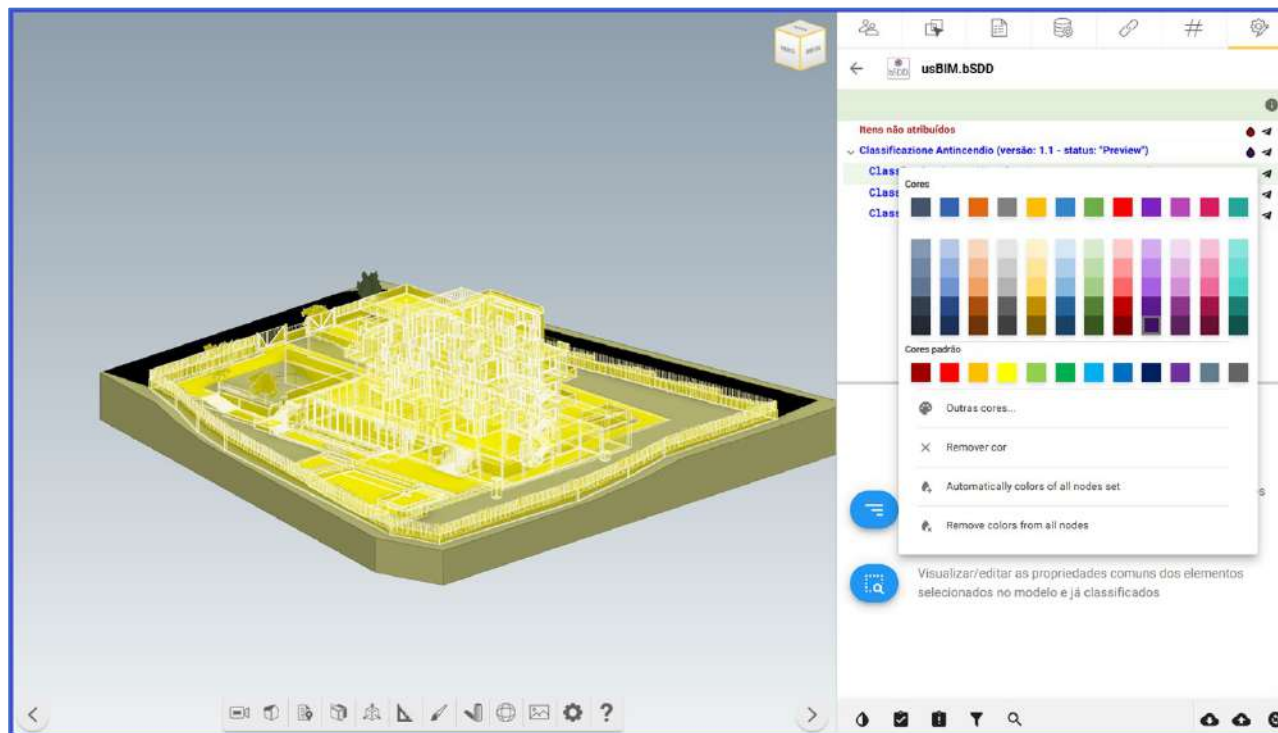 bSDD
usBIM.bSDD
Itens não atribuídos
Classificazione Antincendio (versão: 1.1 - status: "Preview")
Class
Class
Class
Cores
Cores padrão
Outras cores...
Remover cor
Automatically colors of all nodes set
Remove colors from all nodes
s
Visualizar/editar as propriedades comuns dos elementos
selecionados no modelo e já classificados